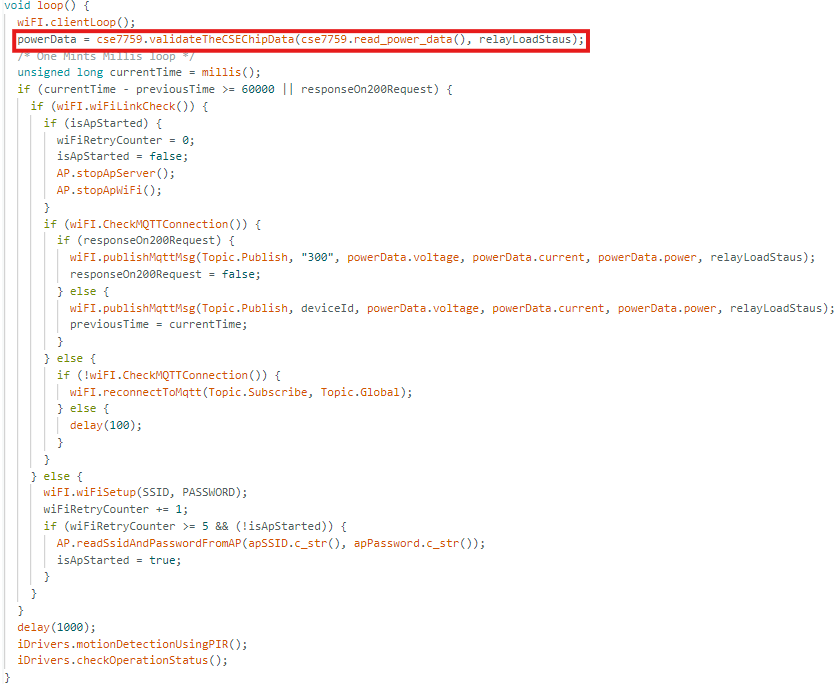 void loop() {
  wiFI.clientLoop();
  powerData = cse7759.validateTheCSEChipData(cse7759.read_power_data(), relayLoadStaus);
  /* One Mints Millis loop */
  unsigned long currentTime = millis();
  if (currentTime - previousTime >= 60000 || responseOn200Request) {
    if (wiFI.wiFiLinkCheck()) {
      if (isApStarted) {
        wiFiRetryCounter = 0;
        isApStarted = false;
        AP.stopApServer();
        AP.stopApWiFi();
      }
      if (wiFI.CheckMQTTConnection()) {
        if (responseOn200Request) {
          wiFI.publishMqttMsg(Topic.Publish, "300", powerData.voltage, powerData.current, powerData.power, relayLoadStaus);
          responseOn200Request = false;
        } else {
          wiFI.publishMqttMsg(Topic.Publish, deviceId, powerData.voltage, powerData.current, powerData.power, relayLoadStaus);
          previousTime = currentTime;
        }
      } else {
        if (!wiFI.CheckMQTTConnection()) {
          wiFI.reconnectToMqtt(Topic.Subscribe, Topic.Global);
        } else {
          delay(100);
        }
      }
    } else {
      wiFI.wiFiSetup(SSID, PASSWORD);
      wiFiRetryCounter += 1;
      if (wiFiRetryCounter >= 5 && (!isApStarted)) {
        AP.readSsidAndPasswordFromAP(apSSID.c_str(), apPassword.c_str());
        isApStarted = true;
      }
    }
  }
  delay(1000);
  iDrivers.motionDetectionUsingPIR();
  iDrivers.checkOperationStatus();
}